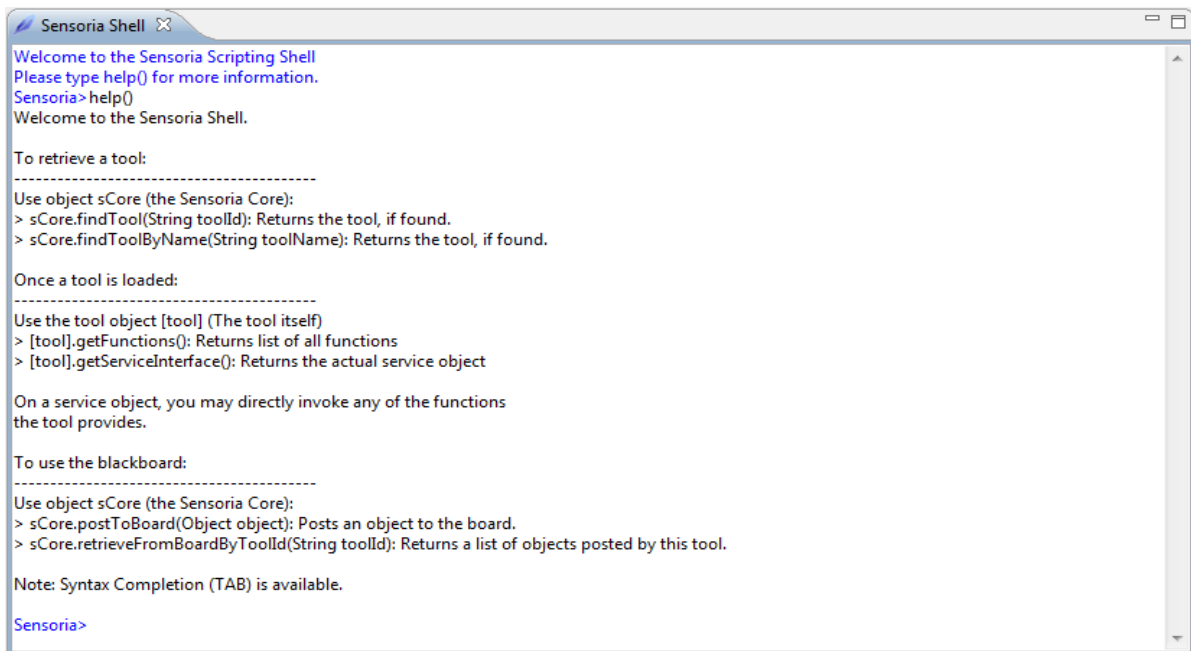 Sensoria Shell
Welcome to the Sensoria Scripting Shell
Please type help() for more information.
Sensoria>help()
Welcome to the Sensoria Shell.
To retrieve a tool:
------------------------------------------
Use object sCore (the Sensoria Core):
> sCore.findTool(String toolId): Returns the tool, if found.
> sCore.findToolByName(String toolName): Returns the tool, if found.
Once a tool is loaded:
------------------------------------------
Use the tool object [tool] (The tool itself)
> [tool].getFunctions(): Returns list of all functions
> [tool].getServiceInterface(): Returns the actual service object
On a service object, you may directly invoke any of the functions
the tool provides.
To use the blackboard:
------------------------------------------
Use object sCore (the Sensoria Core):
> sCore.postToBoard(Object object): Posts an object to the board.
> sCore.retrieveFromBoardByToolId(String toolId): Returns a list of objects posted by this tool.
Note: Syntax Completion (TAB) is available.
Sensoria>